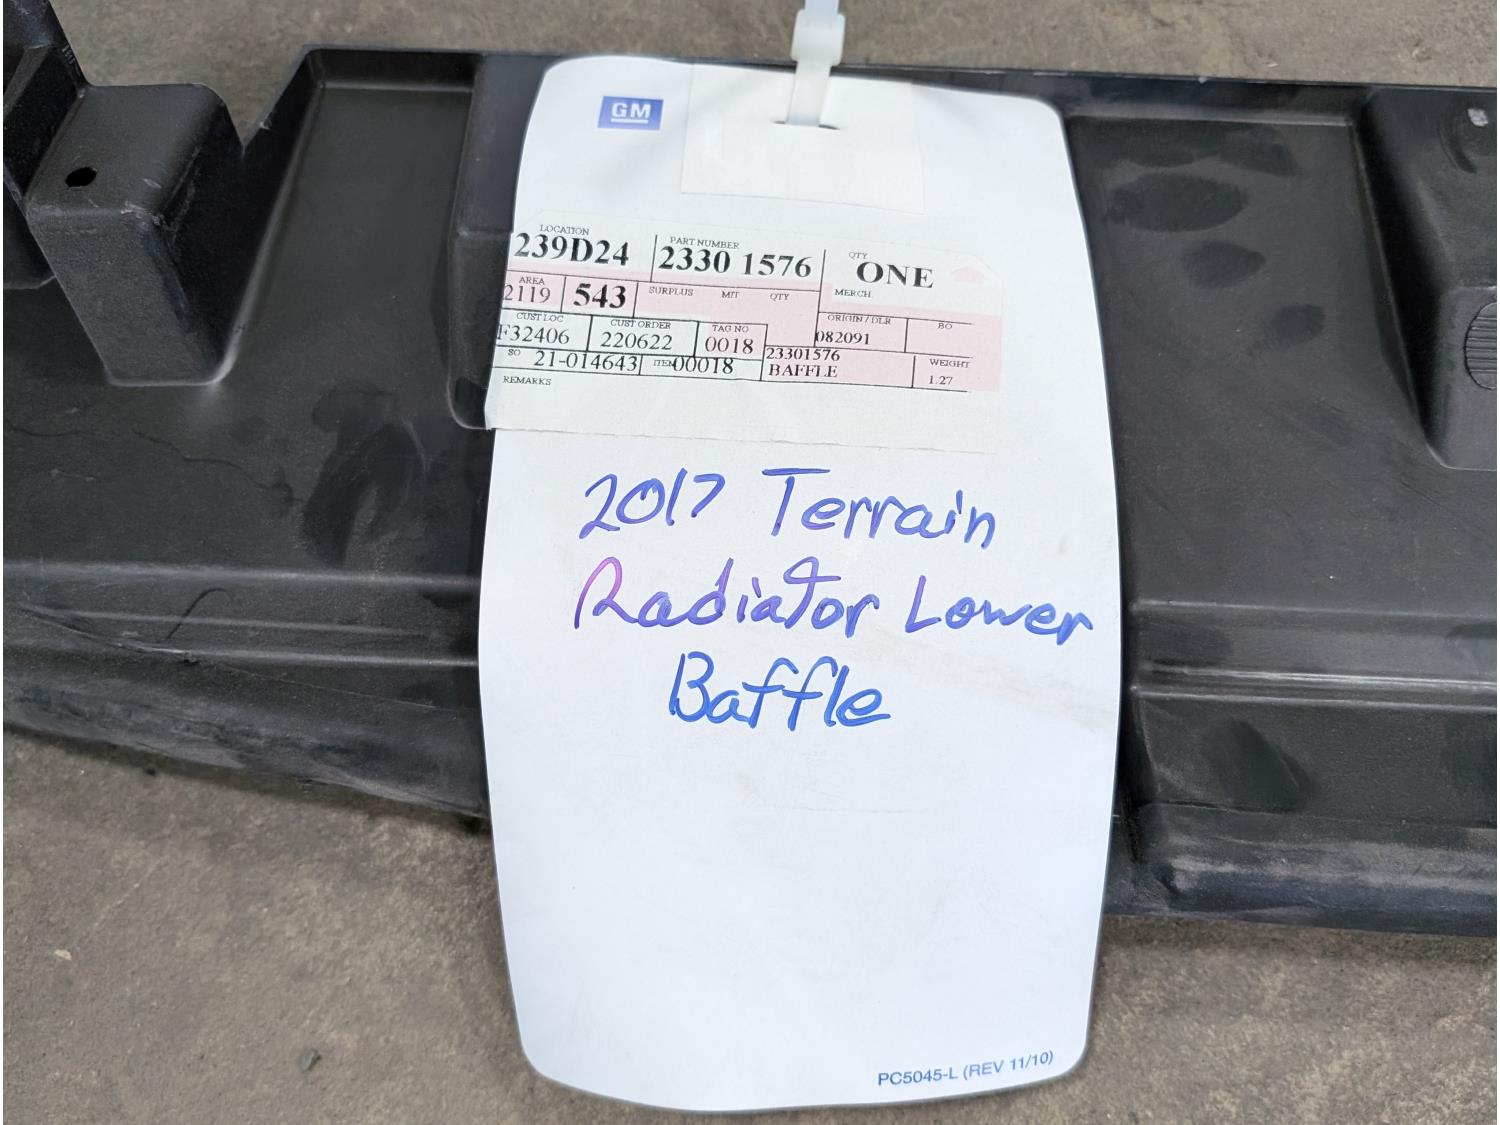 GM
LOCATION PART NUMBER QTY
239D24 2330 1576 ONE
AREA SURPLUS MIT QTY MERCH
2119 543
CUST LOC CUST ORDER TAG NO ORIGIN / DLR BO
F32406 220622 0018 082091
SO 21-014643 ITEM 00018 23301576 WEIGHT
BAFFLE 1.27
REMARKS
2017 Terrain
Radiator Lower
Baffle
PC5045-L (REV 11/10)